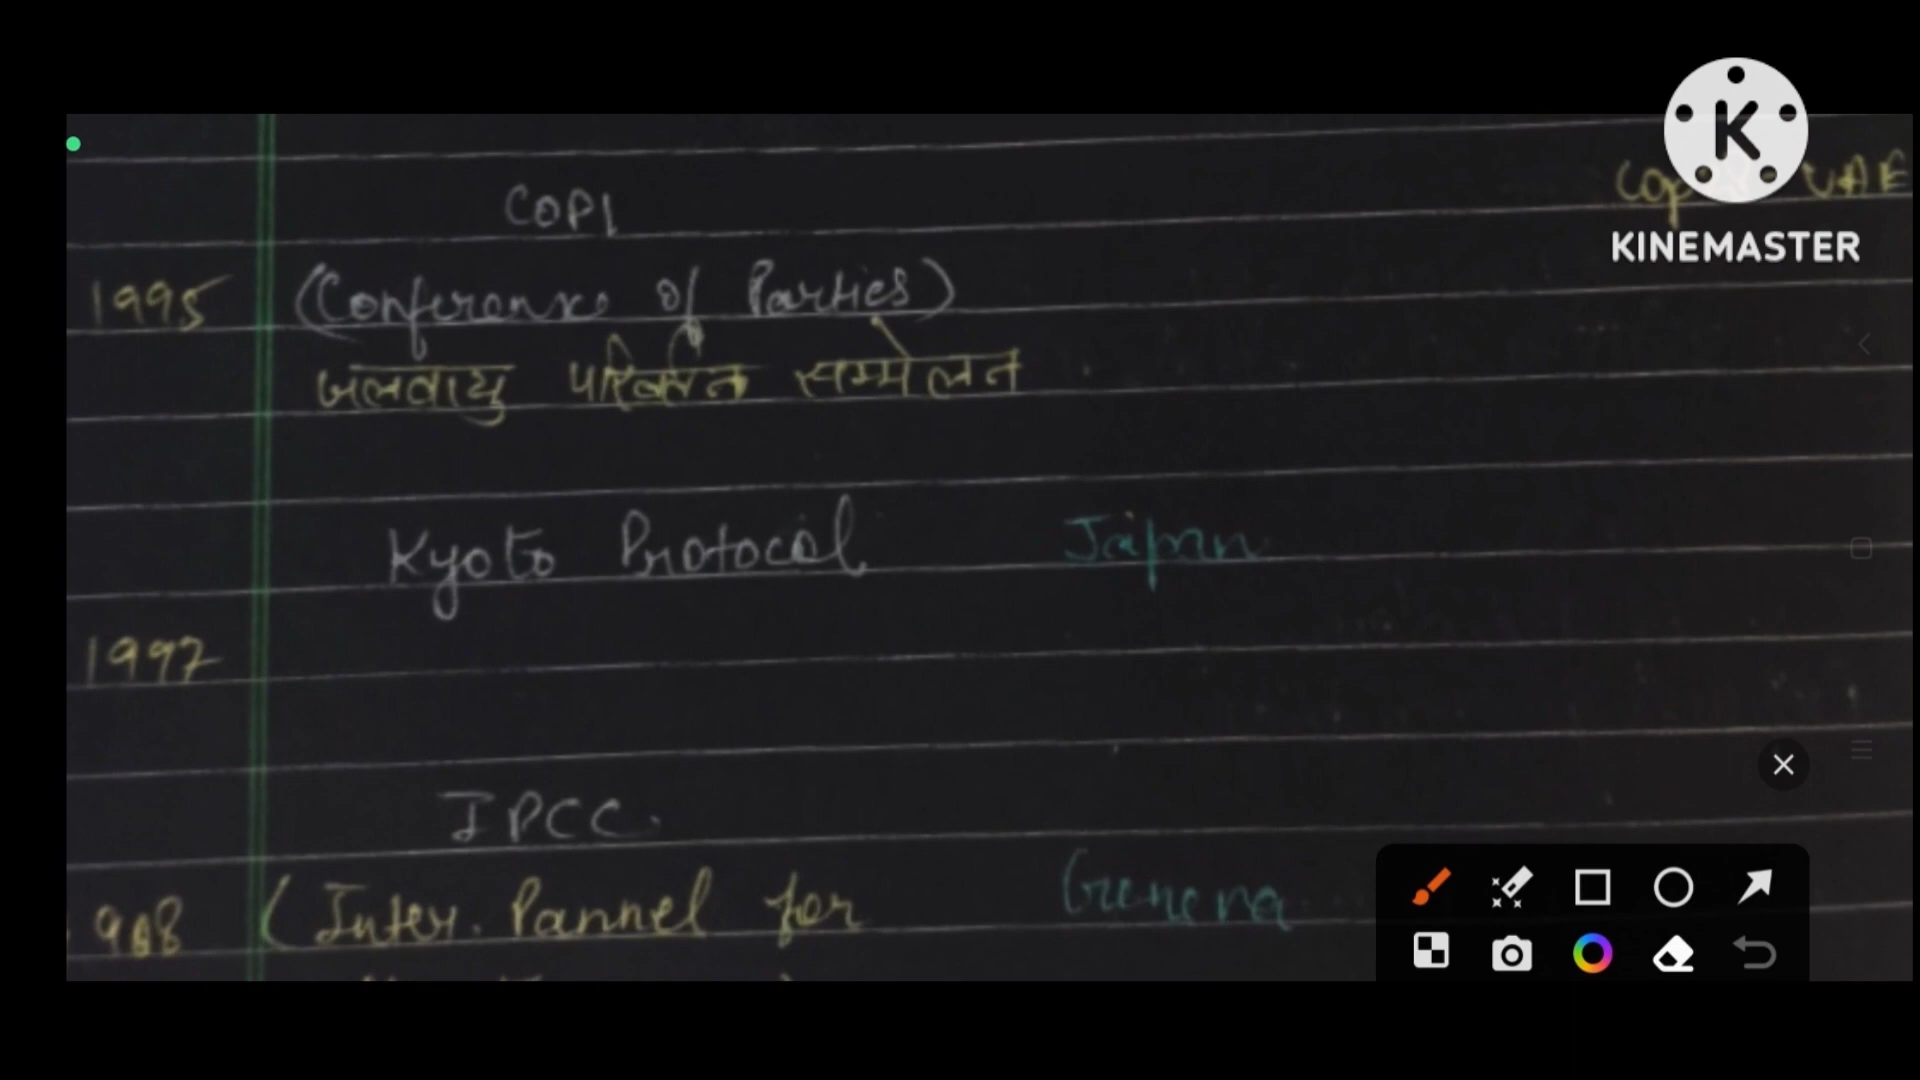 COP1
UAE
KINEMASTER
1995 (Conference of Parties)
जलवायु परिवर्तन सम्मेलन
Kyoto Protocol Japan
1997
IPCC.
(Inter. Pannel for Geneva